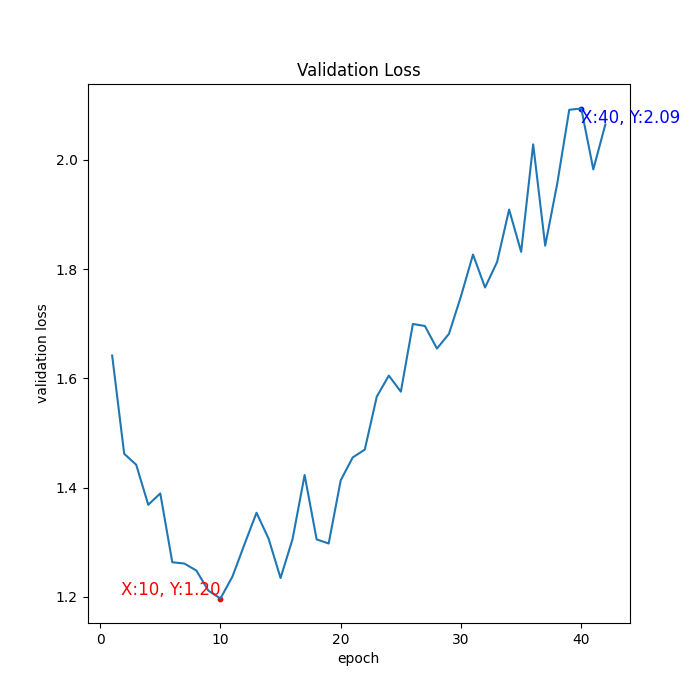 Validation Loss
X:40, Y:2.09
2.0
1.8
1.6
1.4
1.2
validation loss
X:10, Y:1.20
0
10
20
30
40
epoch